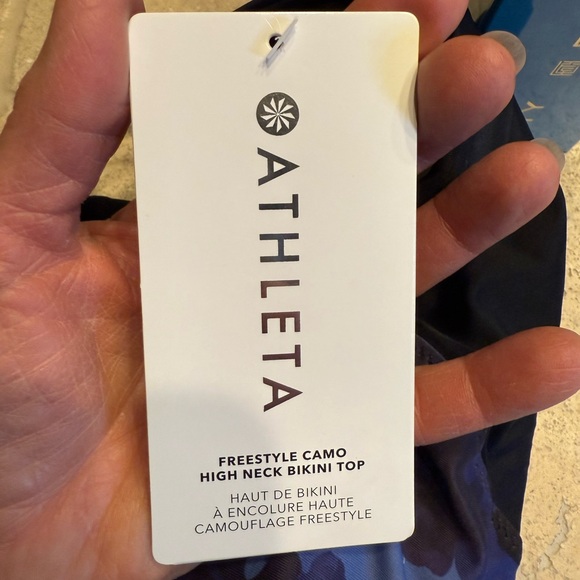 ATHLETA
FREESTYLE CAMO
HIGH NECK BIKINI TOP
HAUT DE BIKINI
À ENCOLURE HAUTE
CAMOUFLAGE FREESTYLE